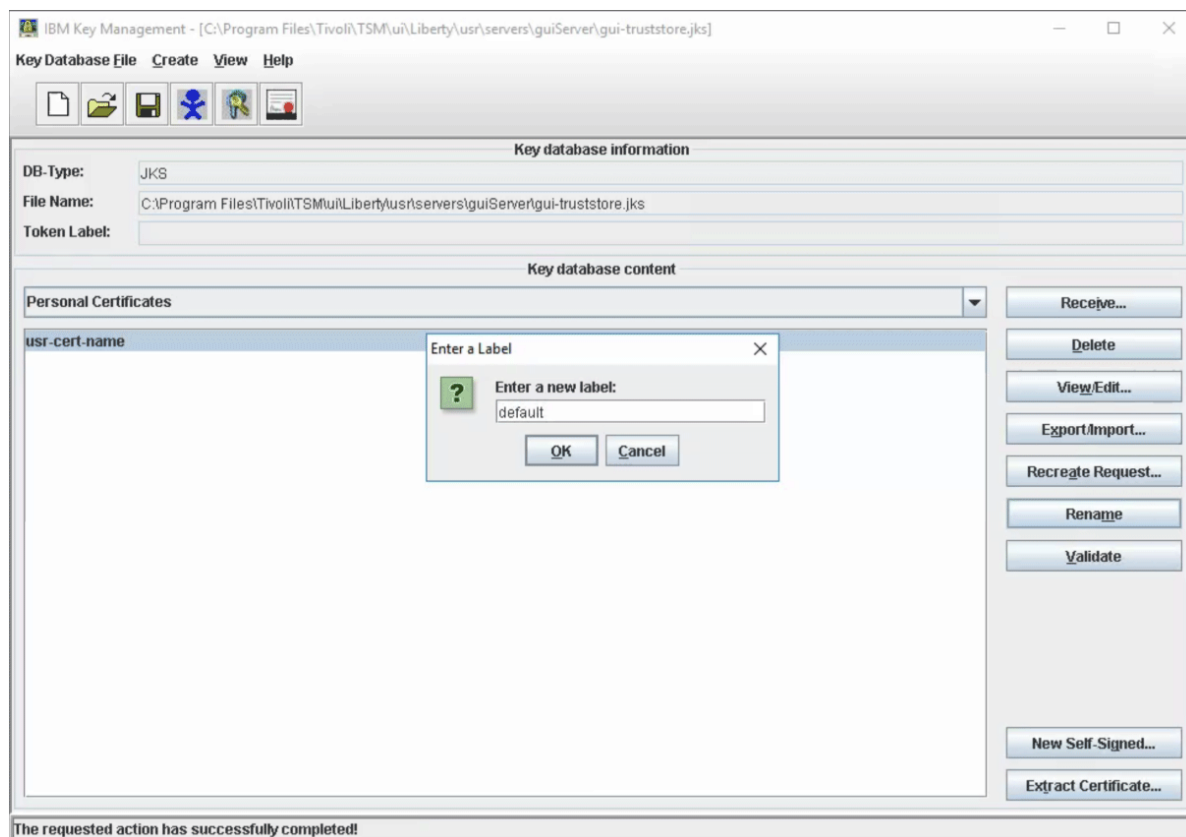 IBM Key Management - [C:\Program Files\Tivoli\TSM\ui\Liberty\usr\servers\guiServer\gui-truststore.jks]
Key Database File Create View Help
Key database information
DB-Type: JKS
File Name: C:\Program Files\Tivoli\TSM\ui\Liberty\usr\servers\guiServer\gui-truststore.jks
Token Label:
Key database content
Personal Certificates
Receive...
usr-cert-name
Enter a Label
Enter a new label:
?
default
OK Cancel
Delete
View/Edit...
Export/Import...
Recreate Request...
Rename
Validate
New Self-Signed...
Extract Certificate...
The requested action has successfully completed!